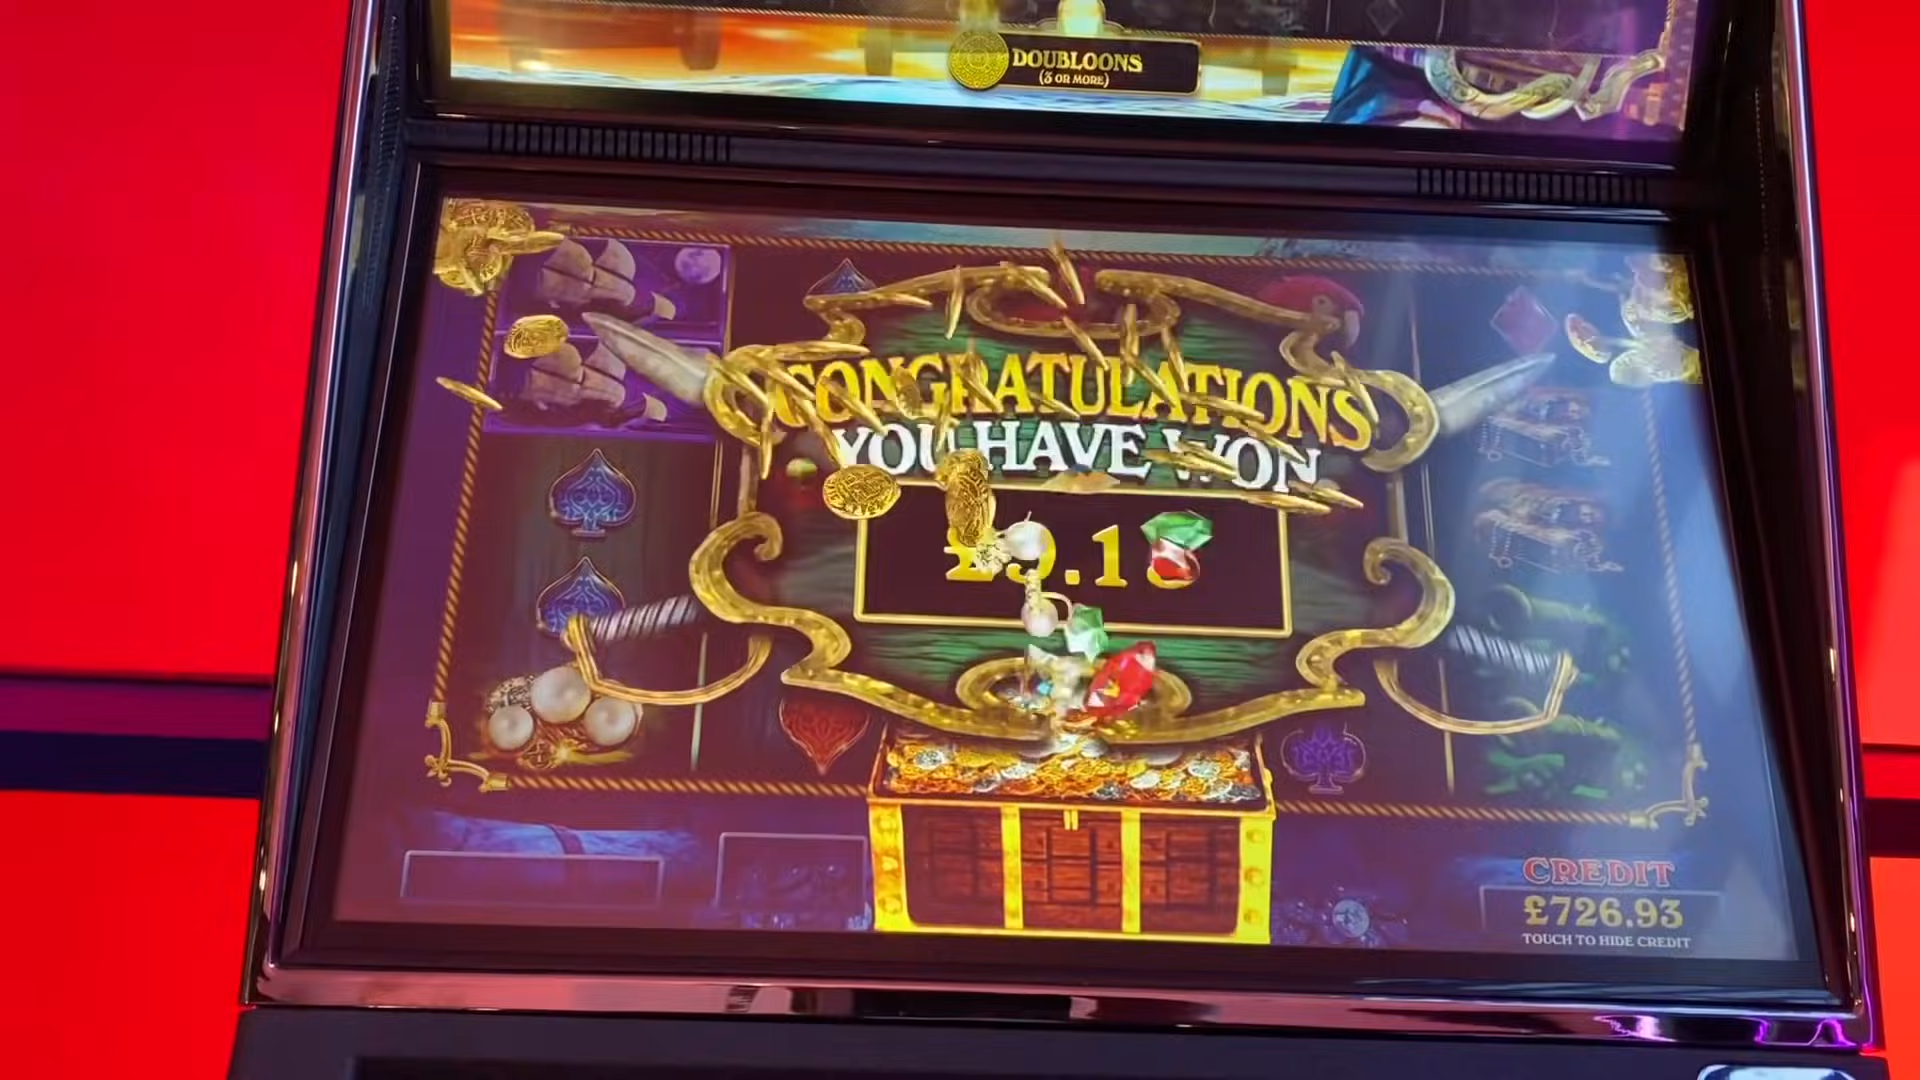 DOUBLOONS
(3 OR MORE)
CONGRATULATIONS
YOU HAVE WON
CREDIT
£726.93
TOUCH TO HIDE CREDIT